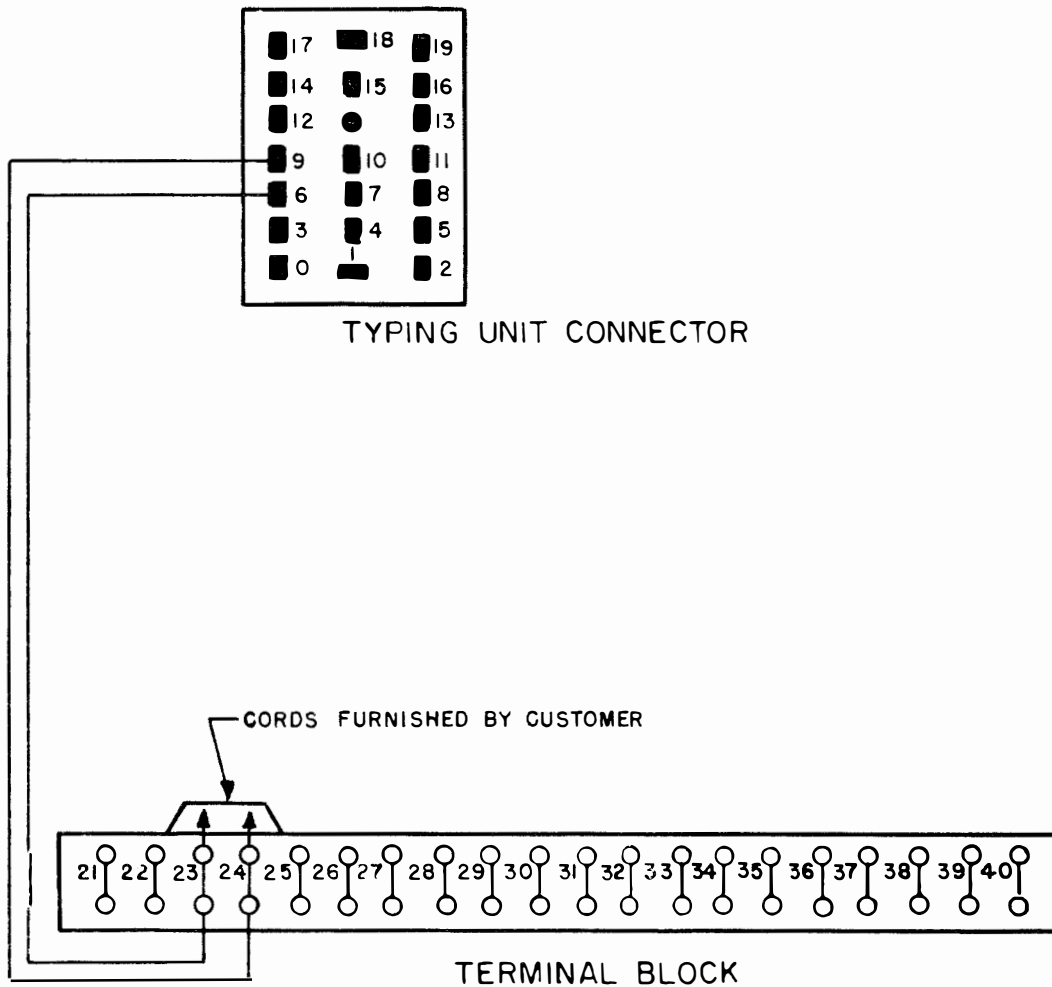 17 18 19
14 15 16
12 13
9 10 11
6 7 8
3 4 5
0 1 2
TYPING UNIT CONNECTOR
CORDS FURNISHED BY CUSTOMER
21 22 23 24 25 26 27 28 29 30 31 32 33 34 35 36 37 38 39 40
TERMINAL BLOCK